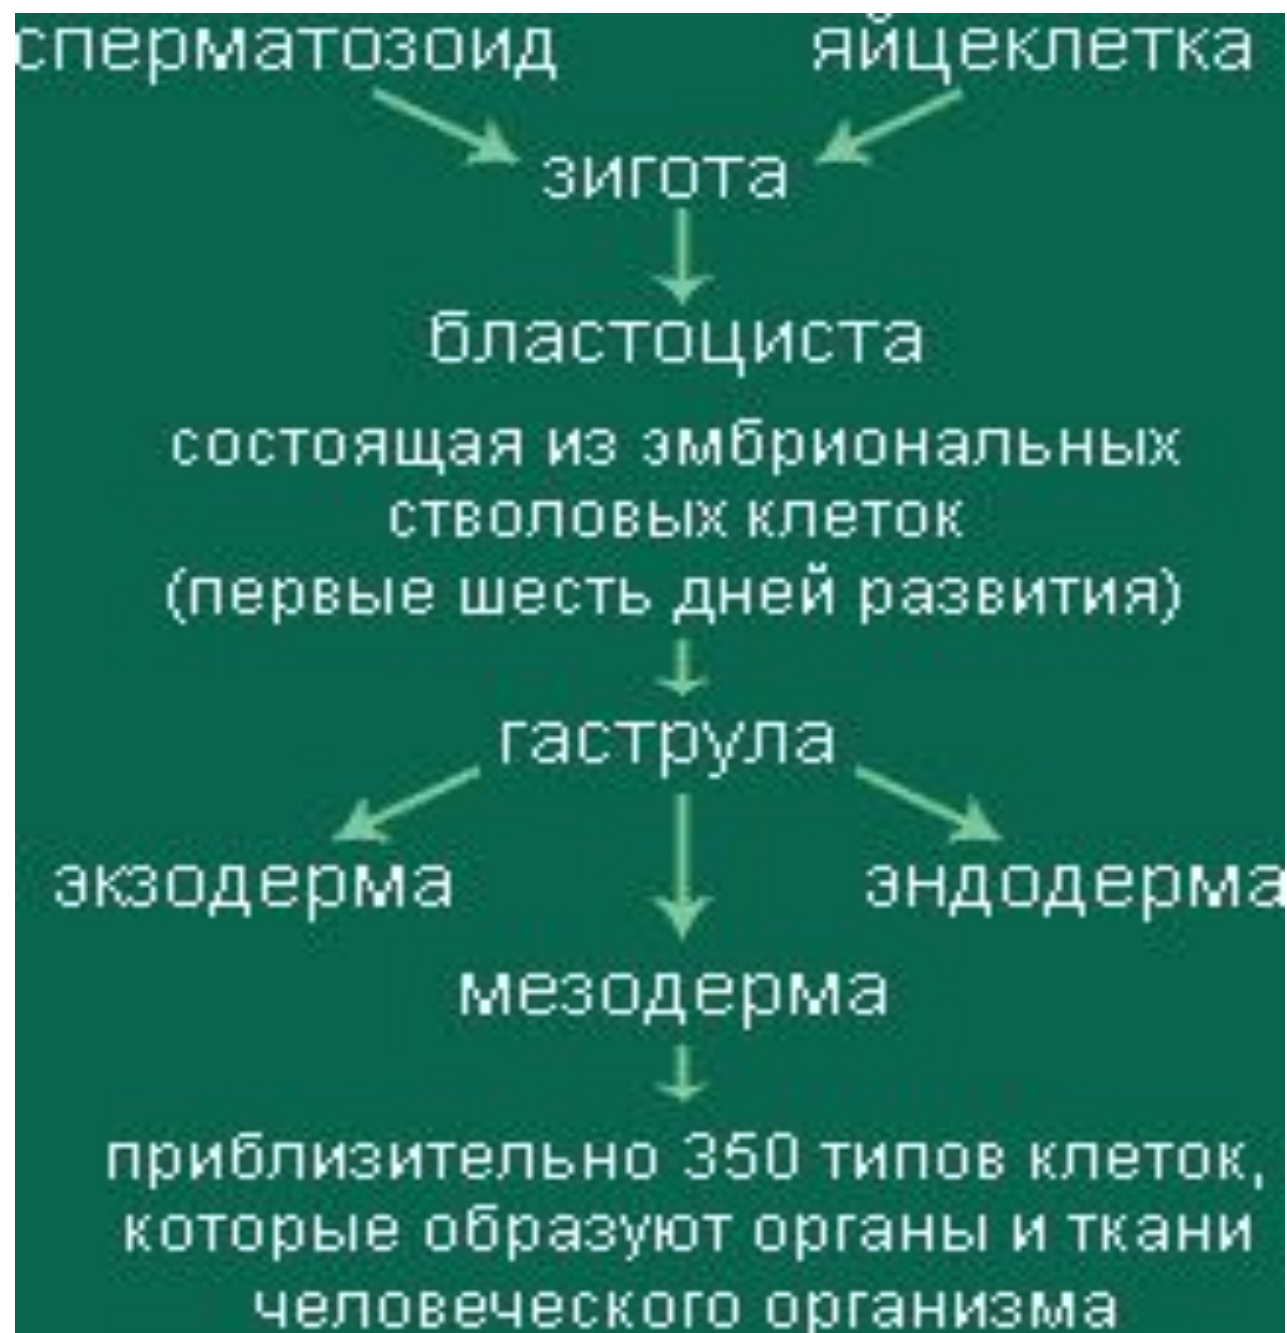 сперматозоид яйцеклетка
зигота
бластоциста
состоящая из эмбриональных
стволовых клеток
(первые шесть дней развития)
гаструла
экзодерма эндодерма
мезодерма
приблизительно 350 типов клеток,
которые образуют органы и ткани
человеческого организма